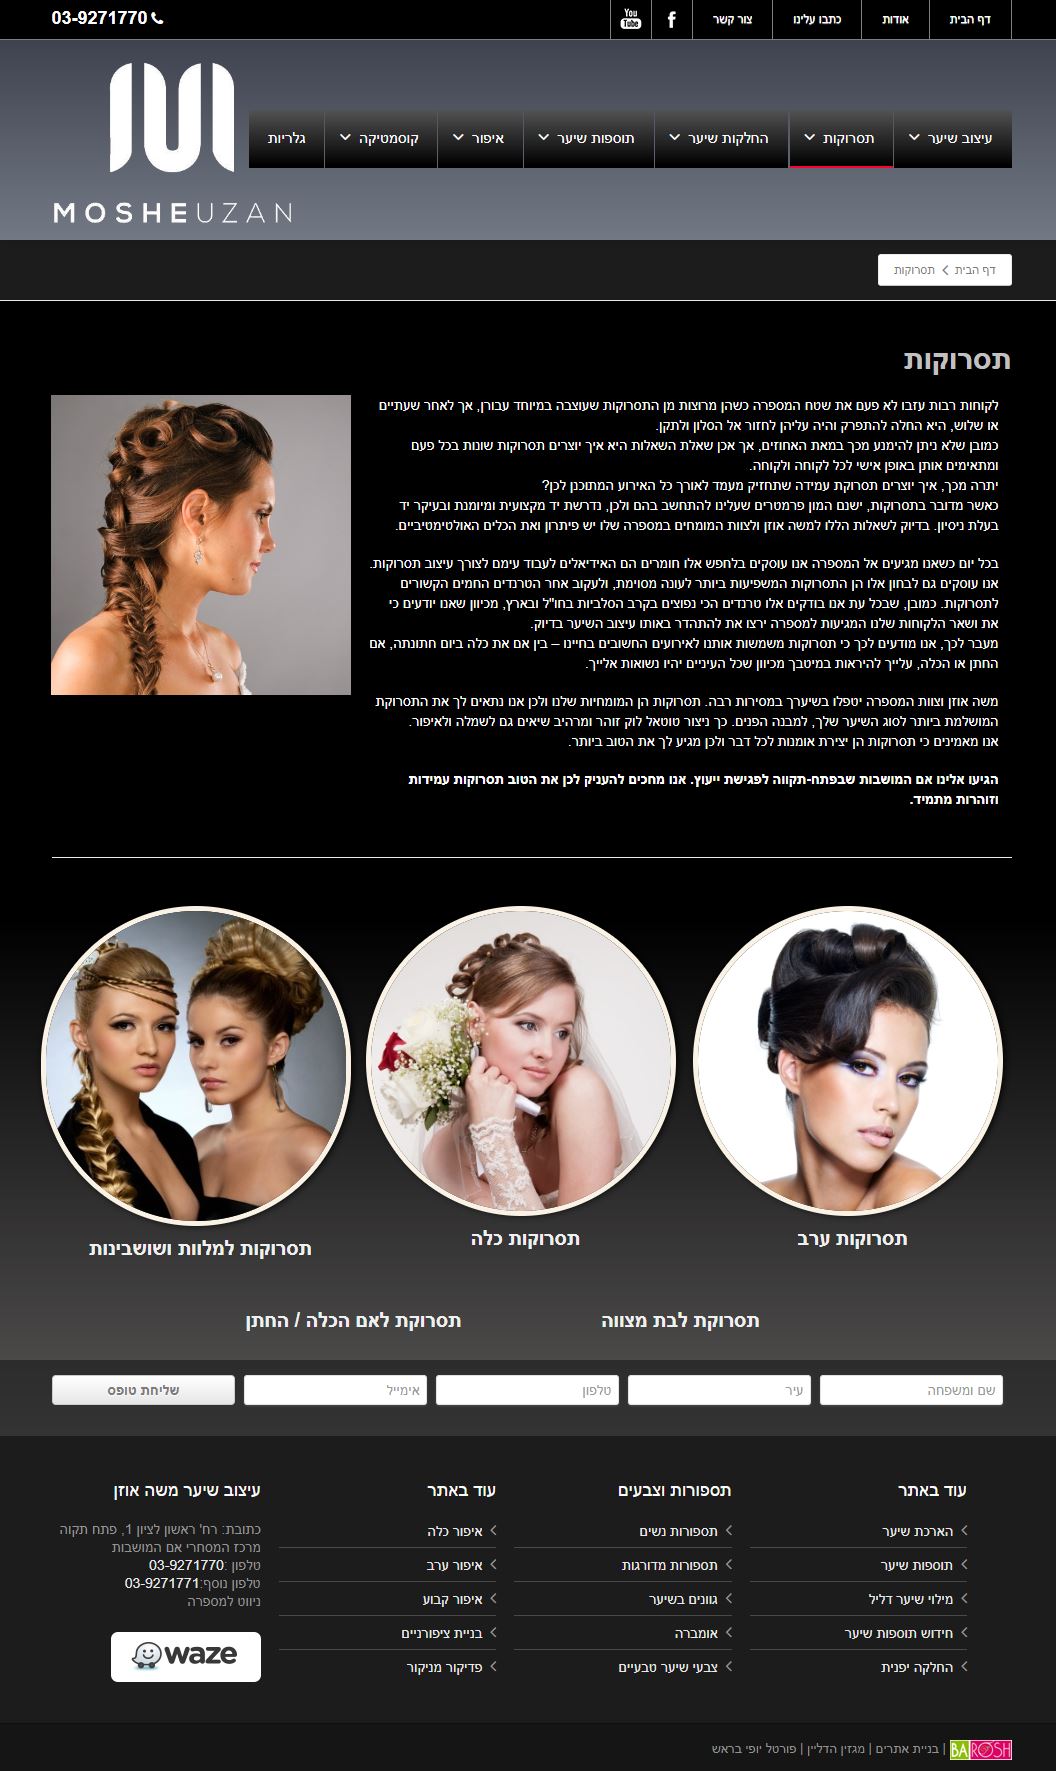 דף הבית
אודות
כתבו עלינו
צור קשר
You
Tube
f
03-9271770
עיצוב שיער
תסרוקות
החלקות שיער
תוספות שיער
איפור
קוסמטיקה
גלריות
MOSHEUZAN
דף הבית
תסרוקות
תסרוקות
לקוחות רבות עזבו לא פעם את שטח המספרה כשהן מרוצות מן התסרוקות שעוצבה במיוחד עבורן, אך לאחר שעתיים
או שלוש, היא החלה להתפרק והיה עליהן לחזור אל הסלון ולתקן.
כמובן שלא ניתן להימנע מכך במאת האחוזים, אך אכן שאלת השאלות היא איך יוצרים תסרוקות שונות בכל פעם
ומתאימים אותן באופן אישי לכל לקוחה ולקוחה.
יתרה מכך, איך יוצרים תסרוקת עמידה שתחזיק מעמד לאורך כל האירוע המתוכנן לכן?
כאשר מדובר בתסרוקות, ישנם המון פרמטרים שעלינו להתחשב בהם ולכן, נדרשת יד מקצועית ומיומנת ובעיקר יד
בעלת ניסיון. בדיוק לשאלות הללו למשה אוזן ולצוות המומחים במספרה שלו יש פיתרון ואת הכלים האולטימטיביים.
בכל יום כשאנו מגיעים אל המספרה אנו עוסקים בלחפש אלו חומרים הם האידיאלים לעבוד עימם לצורך עיצוב תסרוקות.
אנו עוסקים גם לבחון אלו הן התסרוקות המשפיעות ביותר לעונה מסוימת, ולעקוב אחר הטרנדים החמים הקשורים
לתסרוקות. כמובן, שבכל עת אנו בודקים אלו טרנדים הכי נפוצים בקרב הסלביות בחו"ל ובארץ, מכיוון שאנו יודעים כי
את ושאר הלקוחות שלנו המגיעות למספרה ירצו את להתהדר באותו עיצוב השיער בדיוק.
מעבר לכך, אנו מודעים לכך כי תסרוקות משמשות אותנו לאירועים החשובים בחיינו – בין אם את כלה ביום חתונתה, אם
החתן או הכלה, עלייך להיראות במיטבך מכיוון שכל העיניים יהיו נשואות אלייך.
משה אוזן וצוות המספרה יטפלו בשיערך במסירות רבה. תסרוקות הן המומחיות שלנו ולכן אנו נתאים לך את התסרוקת
המושלמת ביותר לסוג השיער שלך, למבנה הפנים. כך ניצור טוטאל לוק זוהר ומרהיב שיאים גם לשמלה ולאיפור.
אנו מאמינים כי תסרוקות הן יצירת אומנות לכל דבר ולכן מגיע לך את הטוב ביותר.
הגיעו אלינו אם המושבות שבפתח-תקווה לפגישת ייעוץ. אנו מחכים להעניק לכן את הטוב תסרוקות עמידות
וזוהרות מתמיד.
תסרוקות ערב
תסרוקות כלה
תסרוקות למלוות ושושבינות
תסרוקת לבת מצווה
תסרוקת לאם הכלה / החתן
שם ומשפחה
עיר
טלפון
אימייל
שליחת טופס
עוד באתר
הארכת שיער
תוספות שיער
מילוי שיער דליל
חידוש תוספות שיער
החלקה יפנית
תספורות וצבעים
תספורות נשים
תספורות מדורגות
גוונים בשיער
אומברה
צבעי שיער טבעיים
עוד באתר
איפור כלה
איפור ערב
איפור קבוע
בניית ציפורניים
פדיקור מניקור
עיצוב שיער משה אוזן
כתובת: רח' ראשון לציון 1, פתח תקוה
מרכז המסחרי אם המושבות
טלפון :03-9271770
טלפון נוסף:03-9271771
ניווט למספרה
waze
BAROSH | בניית אתרים | מגזין הדליין | פורטל יופי בראש